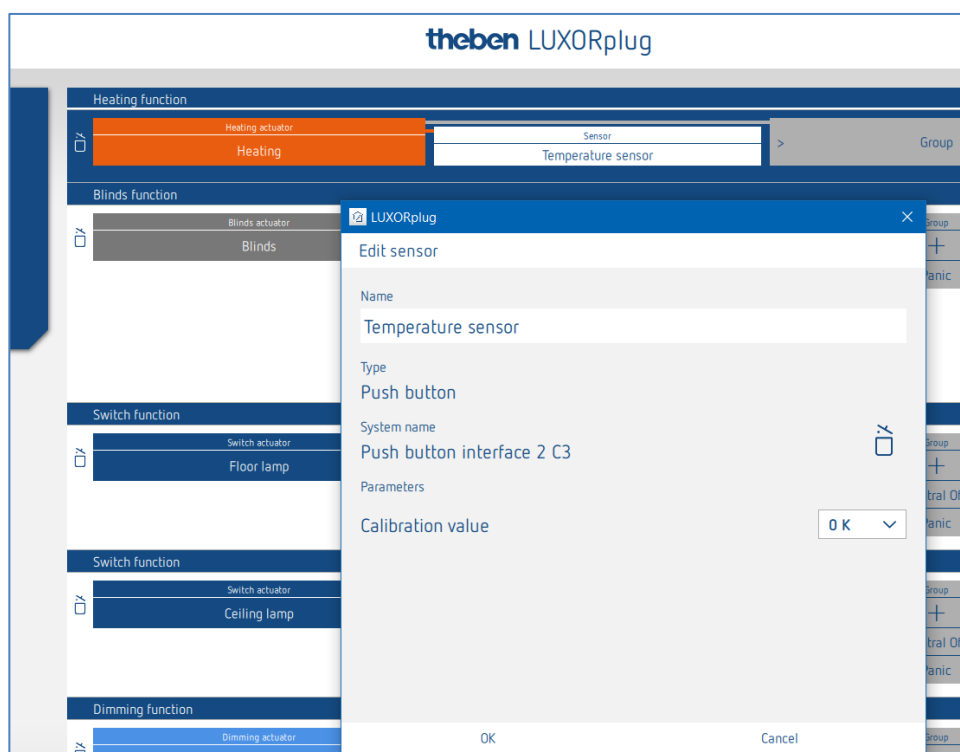 theben LUXORplug
Heating function
Heating actuator
Heating
Sensor
Temperature sensor
> Group
Blinds function
Blinds actuator
Blinds
Group
+
Panic
LUXORplug
Edit sensor
Name
Temperature sensor
Type
Push button
System name
Push button interface 2 C3
Parameters
Calibration value
0 K
OK
Cancel
Switch function
Switch actuator
Floor lamp
Group
+
tral Of
Panic
Switch function
Switch actuator
Ceiling lamp
Group
+
tral Of
Panic
Dimming function
Dimming actuator
Group